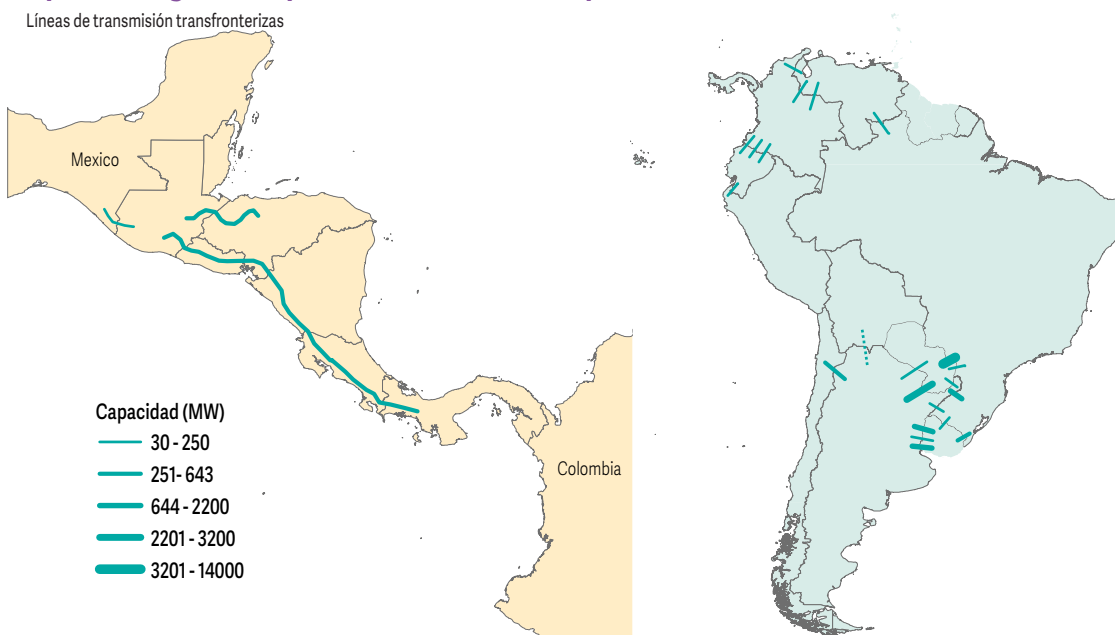 Líneas de transmisión transfronterizas
Mexico
Capacidad (MW)
30 - 250
251- 643
644 - 2200
2201 - 3200
3201 - 14000
Colombia